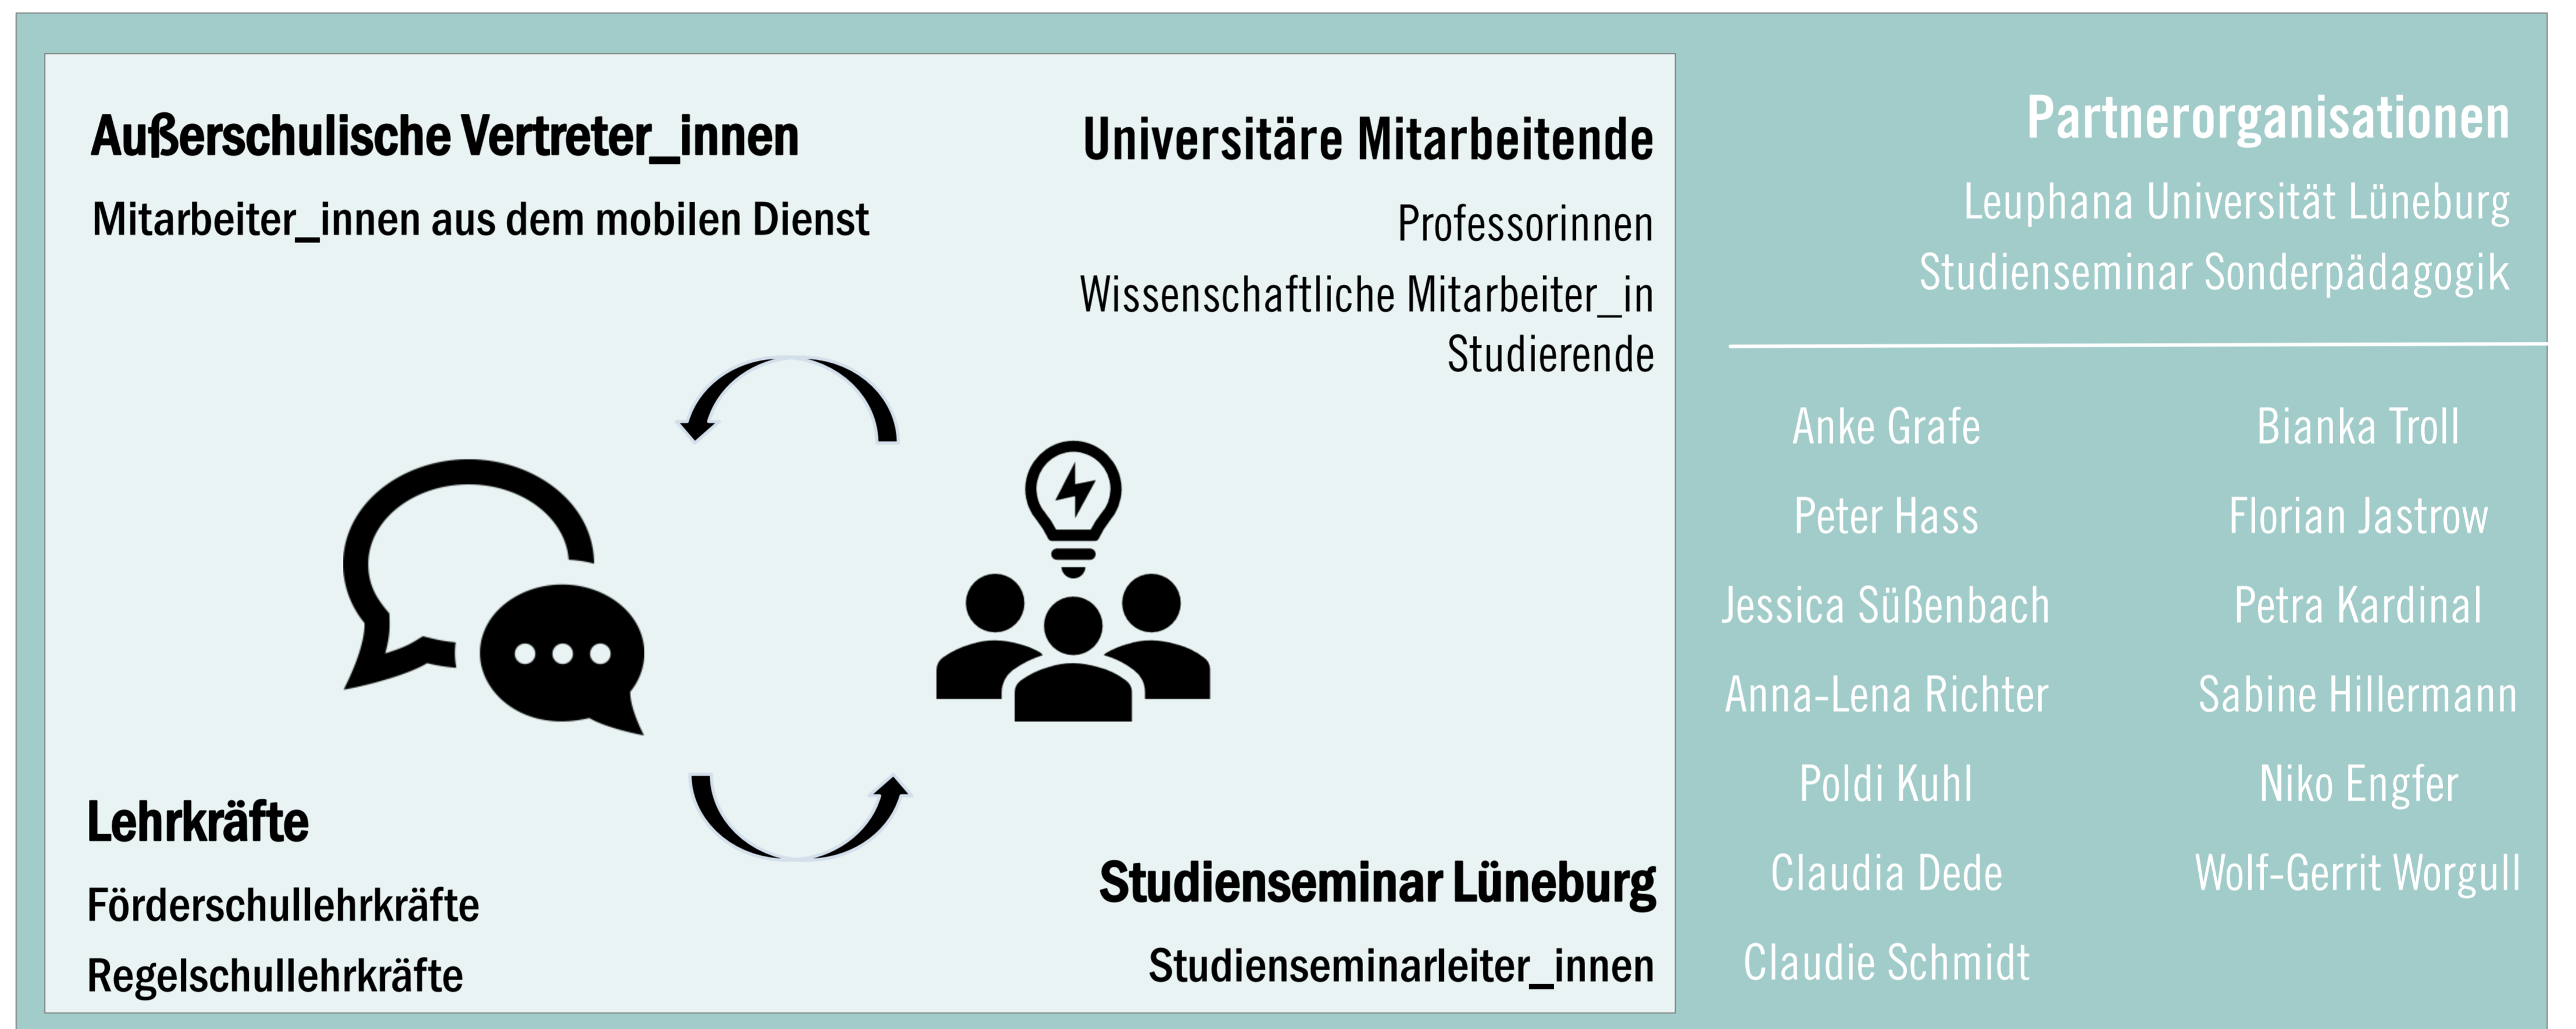 Außerschulische Vertreter_innen
Mitarbeiter_innen aus dem mobilen Dienst
Universitäre Mitarbeitende
Professorinnen
Wissenschaftliche Mitarbeiter_in
Studierende
Lehrkräfte
Förderschullehrkräfte
Regelschullehrkräfte
Studienseminar Lüneburg
Studienseminarleiter_innen
Partnerorganisationen
Leuphana Universität Lüneburg
Studienseminar Sonderpädagogik
Anke Grafe
Peter Hass
Jessica Süßenbach
Anna-Lena Richter
Poldi Kuhl
Claudia Dede
Claudie Schmidt
Bianka Troll
Florian Jastrow
Petra Kardinal
Sabine Hillermann
Niko Engfer
Wolf-Gerrit Worgull